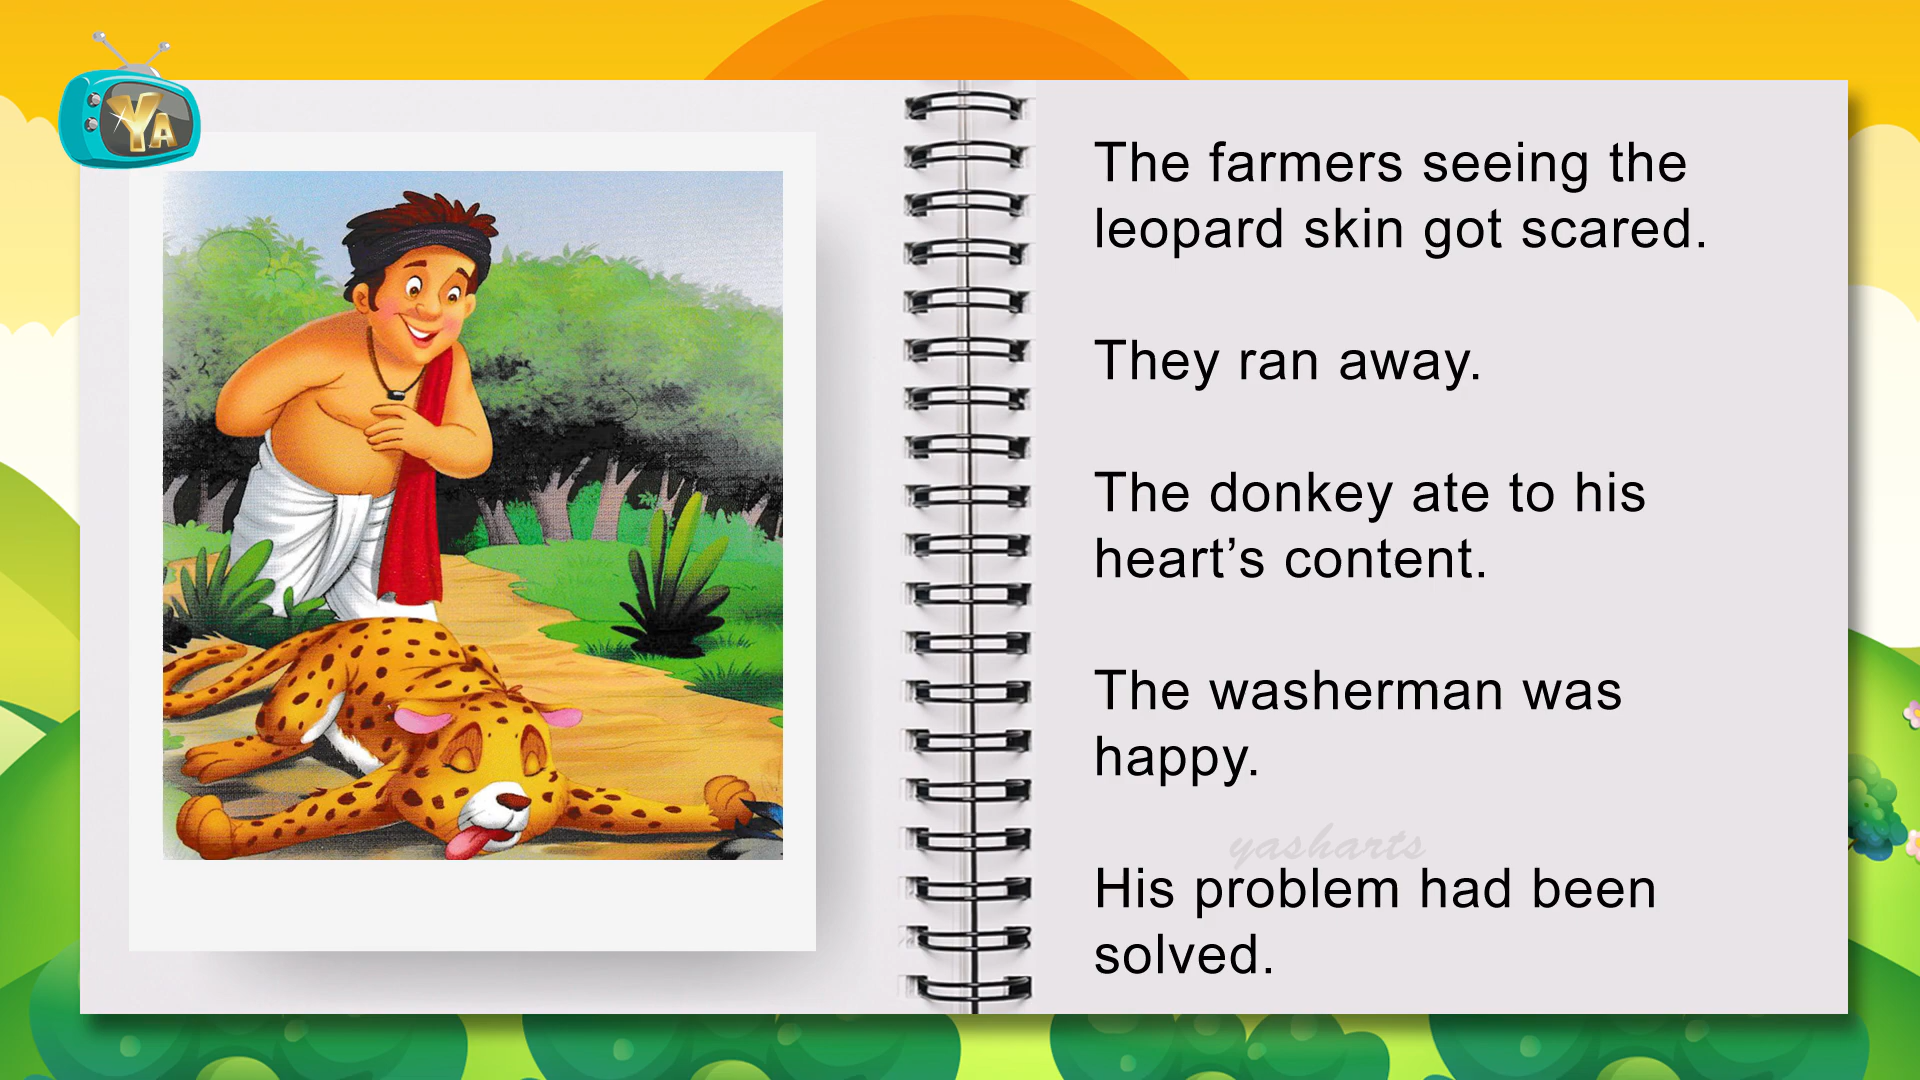 YA
The farmers seeing the
leopard skin got scared.
They ran away.
The donkey ate to his
heart’s content.
The washerman was
happy.
yasharts
His problem had been
solved.